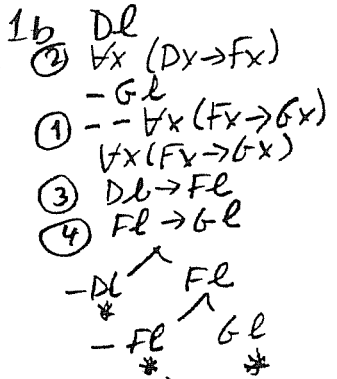 1b Dl
② ∀x (Dx→Fx)
- Gl
① - - ∀x (Fx→Gx)
∀x (Fx→Gx)
③ Dl → Fl
④ Fl → Gl
-Dl Fl
* 
- Fl Gl
* *